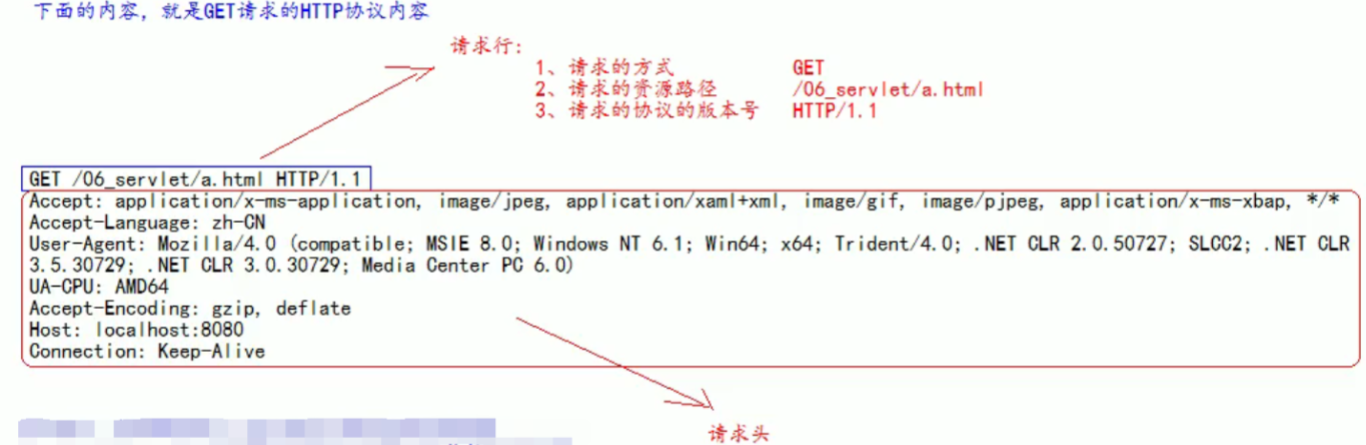 下面的内容，就是GET请求的HTTP协议内容
请求行：
1、请求的方式 GET
2、请求的资源路径 /06_servlet/a.html
3、请求的协议的版本号 HTTP/1.1
GET /06_servlet/a.html HTTP/1.1
Accept: application/x-ms-application, image/jpeg, application/xaml+xml, image/gif, image/pjpeg, application/x-ms-xbap, */*
Accept-Language: zh-CN
User-Agent: Mozilla/4.0 (compatible; MSIE 8.0; Windows NT 6.1; Win64; x64; Trident/4.0; .NET CLR 2.0.50727; SLCC2; .NET CLR
3.5.30729; .NET CLR 3.0.30729; Media Center PC 6.0)
UA-CPU: AMD64
Accept-Encoding: gzip, deflate
Host: localhost:8080
Connection: Keep-Alive
请求头